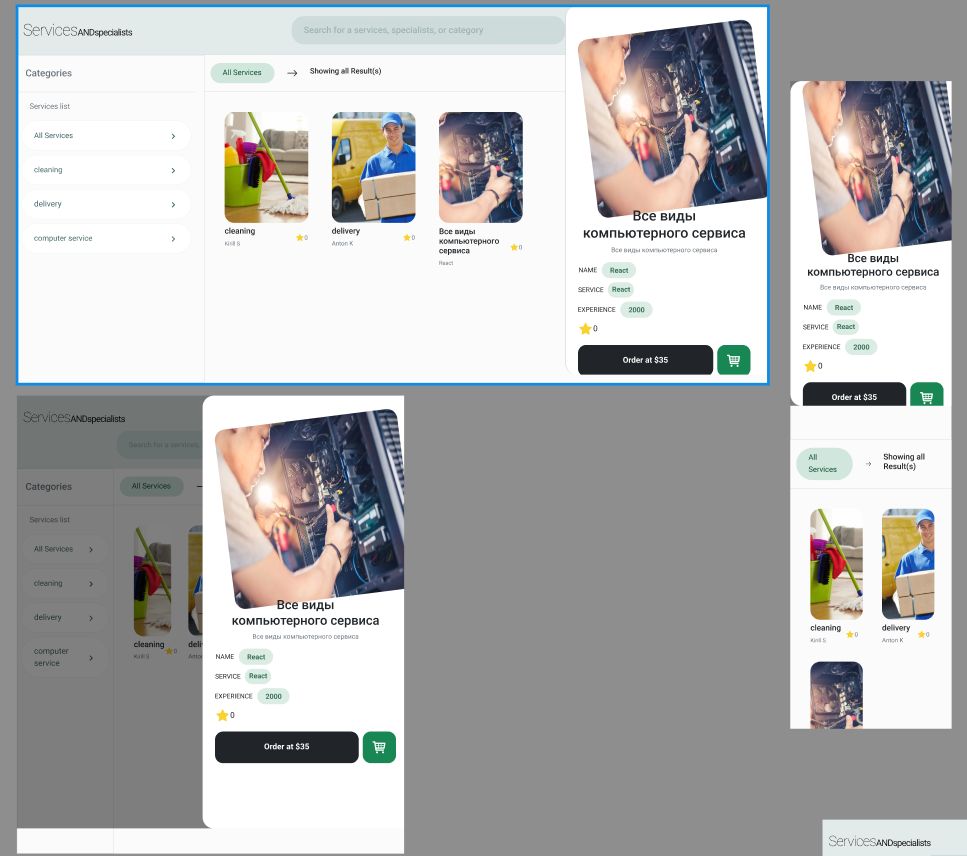 ServicesANDspecialists
Search for a services, specialists, or category
Categories
All Services
Showing all Result(s)
Services list
All Services
cleaning
delivery
computer service
cleaning
Kirill S
0
delivery
Anton K
0
Все виды
компьютерного
сервиса
React
0
Все виды
компьютерного сервиса
Все виды компьютерного сервиса
NAME React
SERVICE React
EXPERIENCE 2000
0
Order at $35
Все виды
компьютерного сервиса
Все виды компьютерного сервиса
NAME React
SERVICE React
EXPERIENCE 2000
0
Order at $35
All
Services
Showing all
Result(s)
cleaning
Kirill S
0
delivery
Anton K
0
ServicesANDspecialists
Search for a services,
Categories
All Services
Services list
All Services
cleaning
delivery
computer
service
cleaning
Kirill S
0
deli
Anton
Все виды
компьютерного сервиса
Все виды компьютерного сервиса
NAME React
SERVICE React
EXPERIENCE 2000
0
Order at $35
ServicesANDspecialists